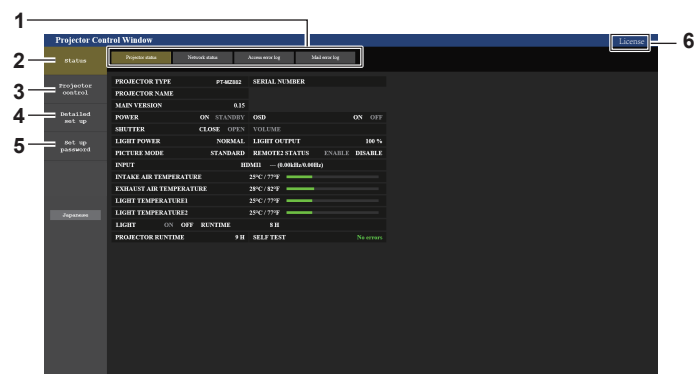 1
Projector Control Window
License
6
2
Status
Projector status
Network status
Access error log
Mail error log
3
Projector control
4
Detailed set up
5
Set up password
Japanese
PROJECTOR TYPE PT-MZ882 SERIAL NUMBER
PROJECTOR NAME
MAIN VERSION 0.15
POWER ON STANDBY OSD ON OFF
SHUTTER CLOSE OPEN VOLUME
LIGHT POWER NORMAL LIGHT OUTPUT 100 %
PICTURE MODE STANDARD REMOTE2 STATUS ENABLE DISABLE
INPUT HDMI1 — (0.00kHz/0.00Hz)
INTAKE AIR TEMPERATURE 25°C / 77°F
EXHAUST AIR TEMPERATURE 28°C / 82°F
LIGHT TEMPERATURE1 25°C / 77°F
LIGHT TEMPERATURE2 25°C / 77°F
LIGHT ON OFF RUNTIME 8 H
PROJECTOR RUNTIME 9 H SELF TEST No errors